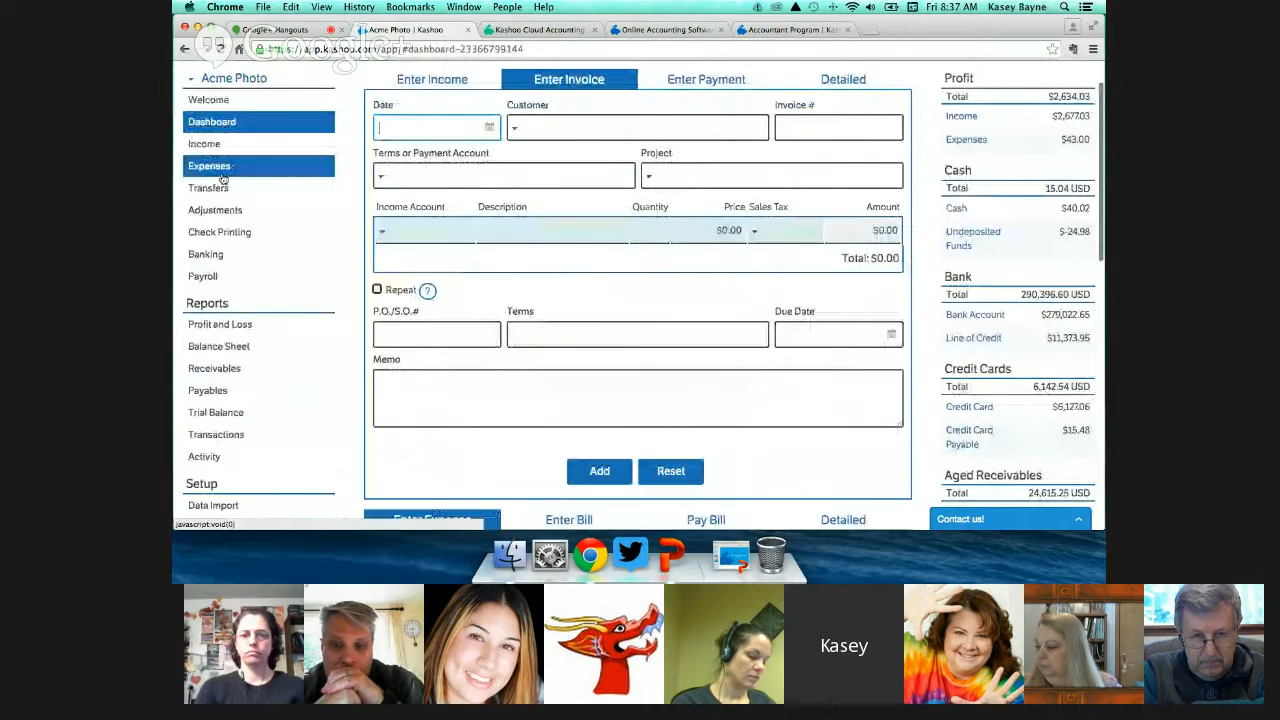 Chrome File Edit View History Bookmarks Window People Help
Fri 8:37 AM Kasey Bayne
Google+ Hangouts
Acme Photo | Kashoo
Kashoo Cloud Accounting
Online Accounting Softw
Accountant Program | Kas
Google+
Acme Photo
Welcome
Dashboard
Income
Expenses
Transfers
Adjustments
Check Printing
Banking
Payroll
Reports
Profit and Loss
Balance Sheet
Receivables
Payables
Trial Balance
Transactions
Activity
Setup
Data Import
javascript:void(0)
Enter Income Enter Invoice Enter Payment Detailed
Date Customer Invoice #
Terms or Payment Account Project
Income Account Description Quantity Price Sales Tax Amount
$0.00 $0.00
Total: $0.00
Repeat ?
P.O./S.O.# Terms Due Date
Memo
Add Reset
Enter Expense Enter Bill Pay Bill Detailed
Profit
Total $2,634.03
Income $2,677.03
Expenses $43.00
Cash
Total 15.04 USD
Cash $40.02
Undeposited Funds $-24.98
Bank
Total 290,396.60 USD
Bank Account $279,022.65
Line of Credit $11,373.95
Credit Cards
Total 6,142.54 USD
Credit Card $6,127.06
Credit Card Payable $15.48
Aged Receivables
Total 24,615.25 USD
Contact us!
Kasey